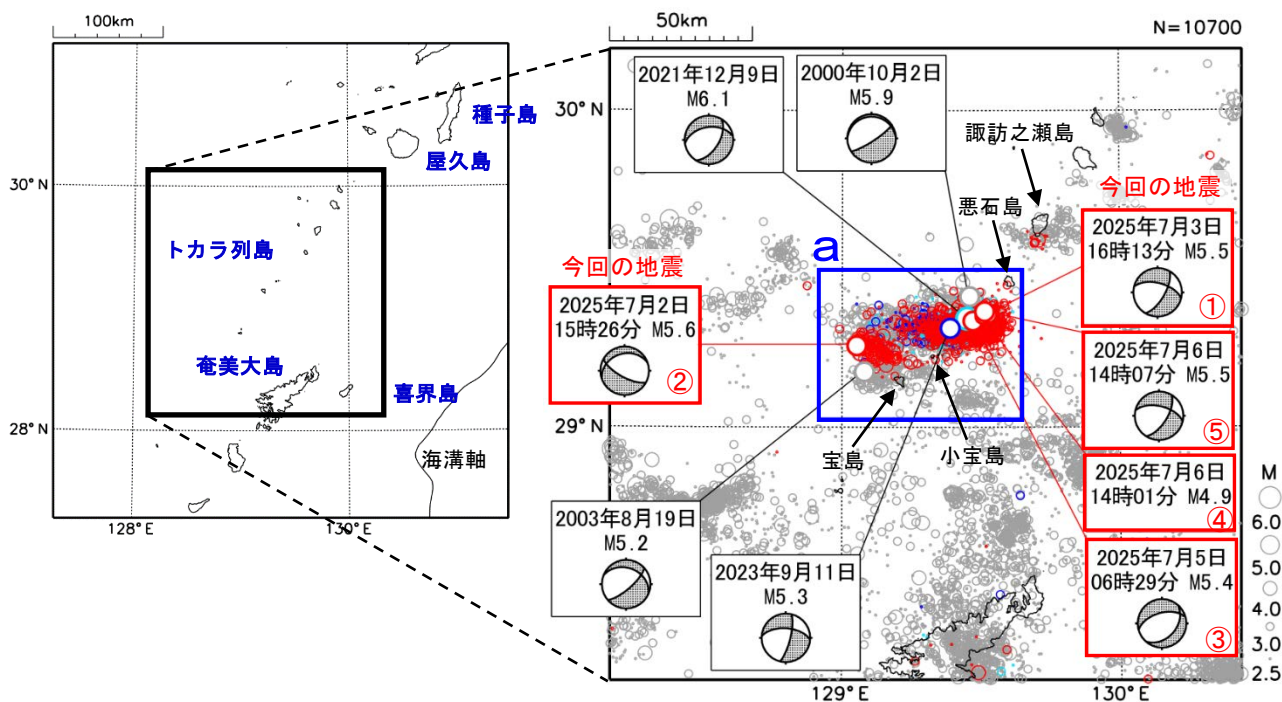 100km
種子島
屋久島
30°N
トカラ列島
奄美大島
喜界島
28°N
海溝軸
128°E
130°E
50km
N=10700
30°N
2021年12月9日
M6.1
2000年10月2日
M5.9
諏訪之瀬島
悪石島
今回の地震
2025年7月3日
16時13分 M5.5
①
a
今回の地震
2025年7月2日
15時26分 M5.6
②
2025年7月6日
14時07分 M5.5
⑤
29°N
宝島
小宝島
2025年7月6日
14時01分 M4.9
④
2003年8月19日
M5.2
2023年9月11日
M5.3
2025年7月5日
06時29分 M5.4
③
M
6.0
5.0
4.0
3.0
2.5
129°E
130°E